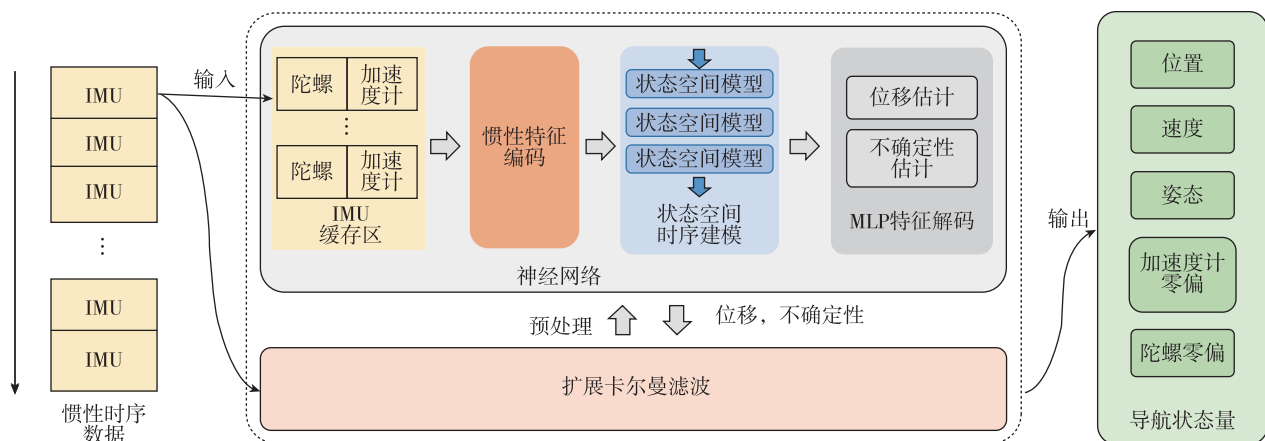 IMU
IMU
IMU
⋮
IMU
IMU
惯性时序
数据
输入
陀螺
加速
度计
⋮
陀螺
加速
度计
IMU
缓存区
惯性特征
编码
状态空间模型
状态空间模型
状态空间模型
状态空间
时序建模
位移估计
不确定性
估计
MLP特征解码
神经网络
预处理
位移，不确定性
扩展卡尔曼滤波
输出
位置
速度
姿态
加速度计
零偏
陀螺零偏
导航状态量